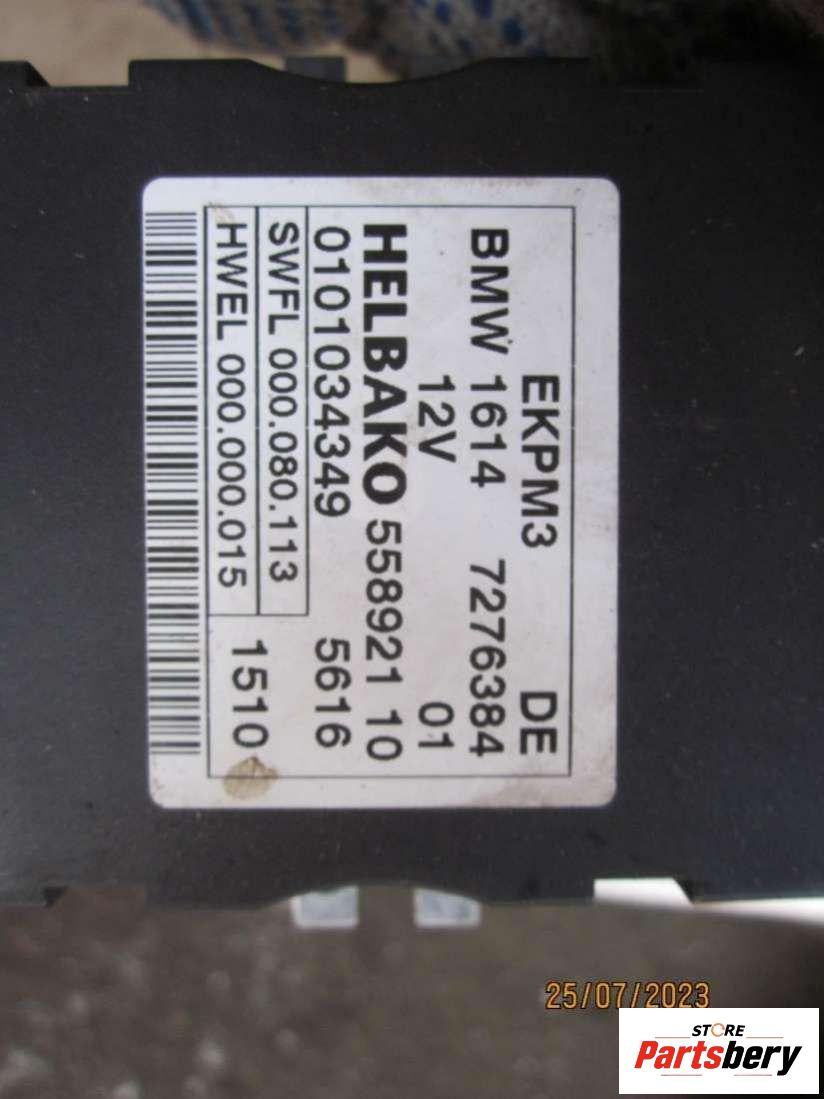 EKPM3 DE
BMW 1614 7276384
12V 01
HELBAKO 558921 10
0101034349 5616
SWFL 000.080.113
HWEL 000.000.015 1510
25/07/2023
STORE
Partsbery